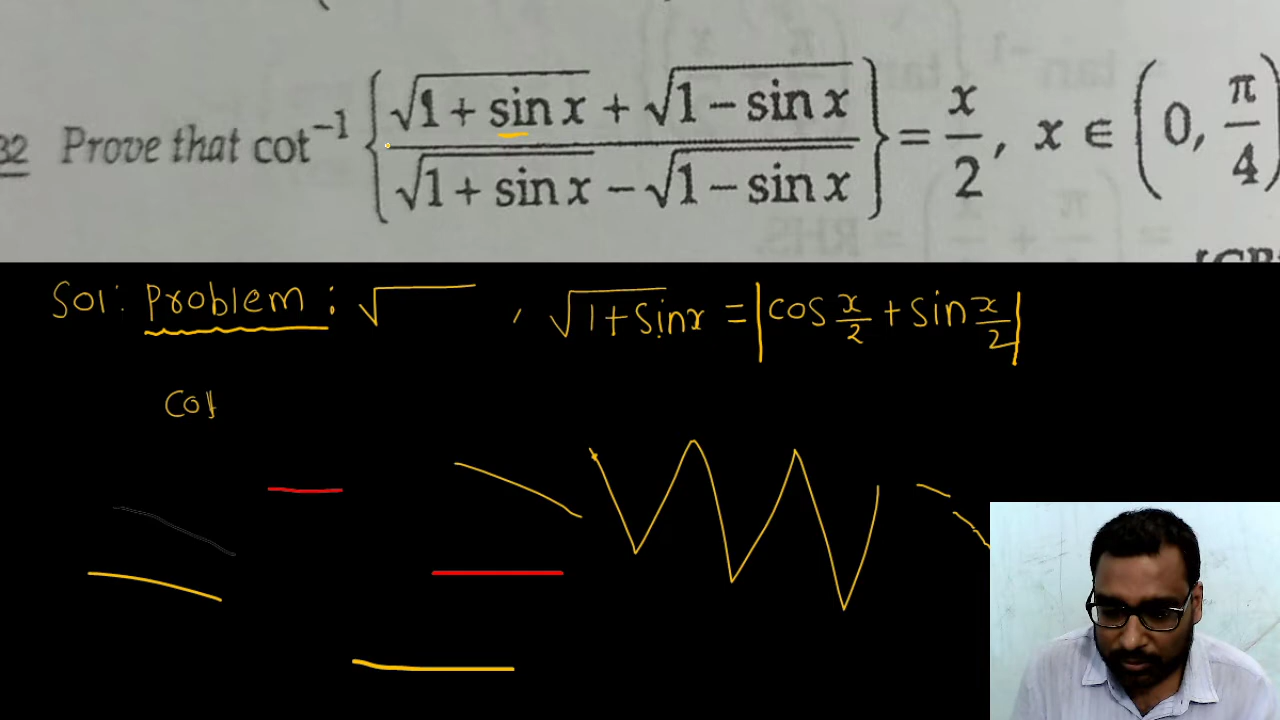 32 Prove that cot⁻¹ {(√(1 + sin x) + √(1 − sin x)) / (√(1 + sin x) − √(1 − sin x))} = x/2, x ∈ (0, π/4)
Sol: Problem : √ , √(1+Sinx) = |cos x/2 + sin x/2|
Cot